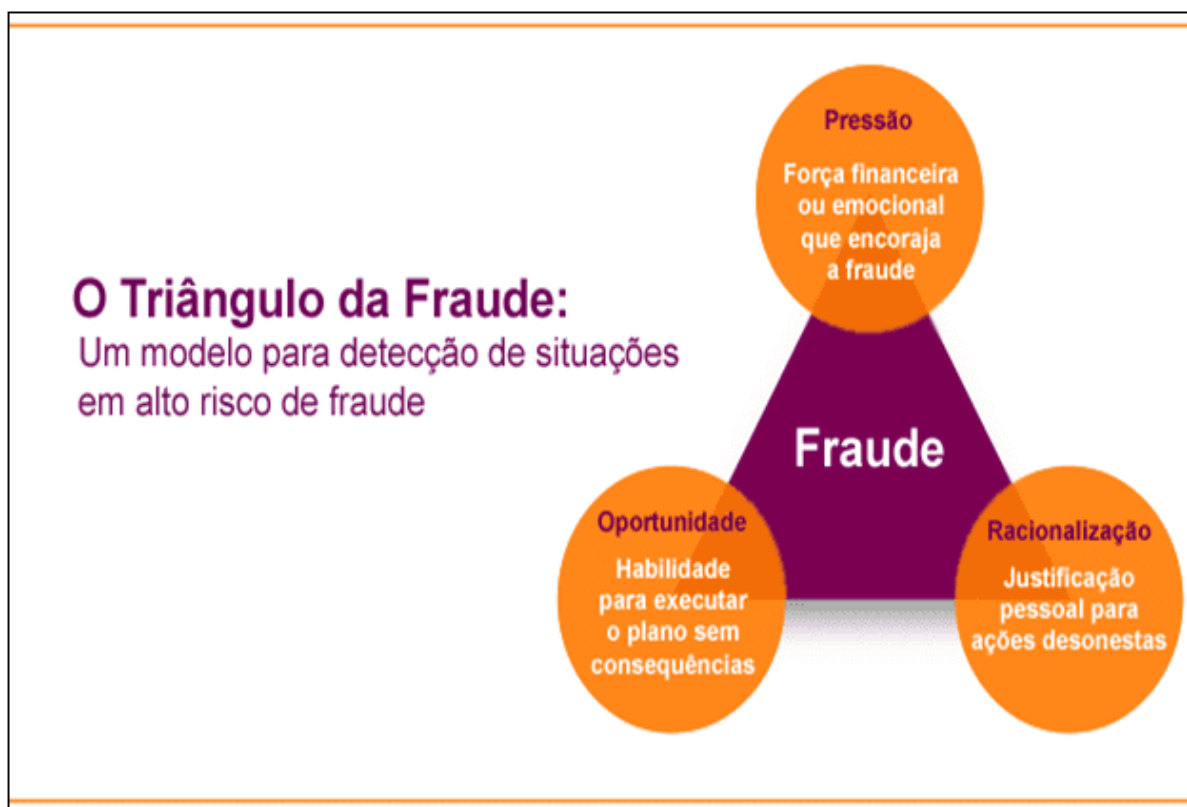 O Triângulo da Fraude:
Um modelo para detecção de situações
em alto risco de fraude
Pressão
Força financeira
ou emocional
que encoraja
a fraude
Fraude
Oportunidade
Habilidade
para executar
o plano sem
consequências
Racionalização
Justificação
pessoal para
ações desonestas